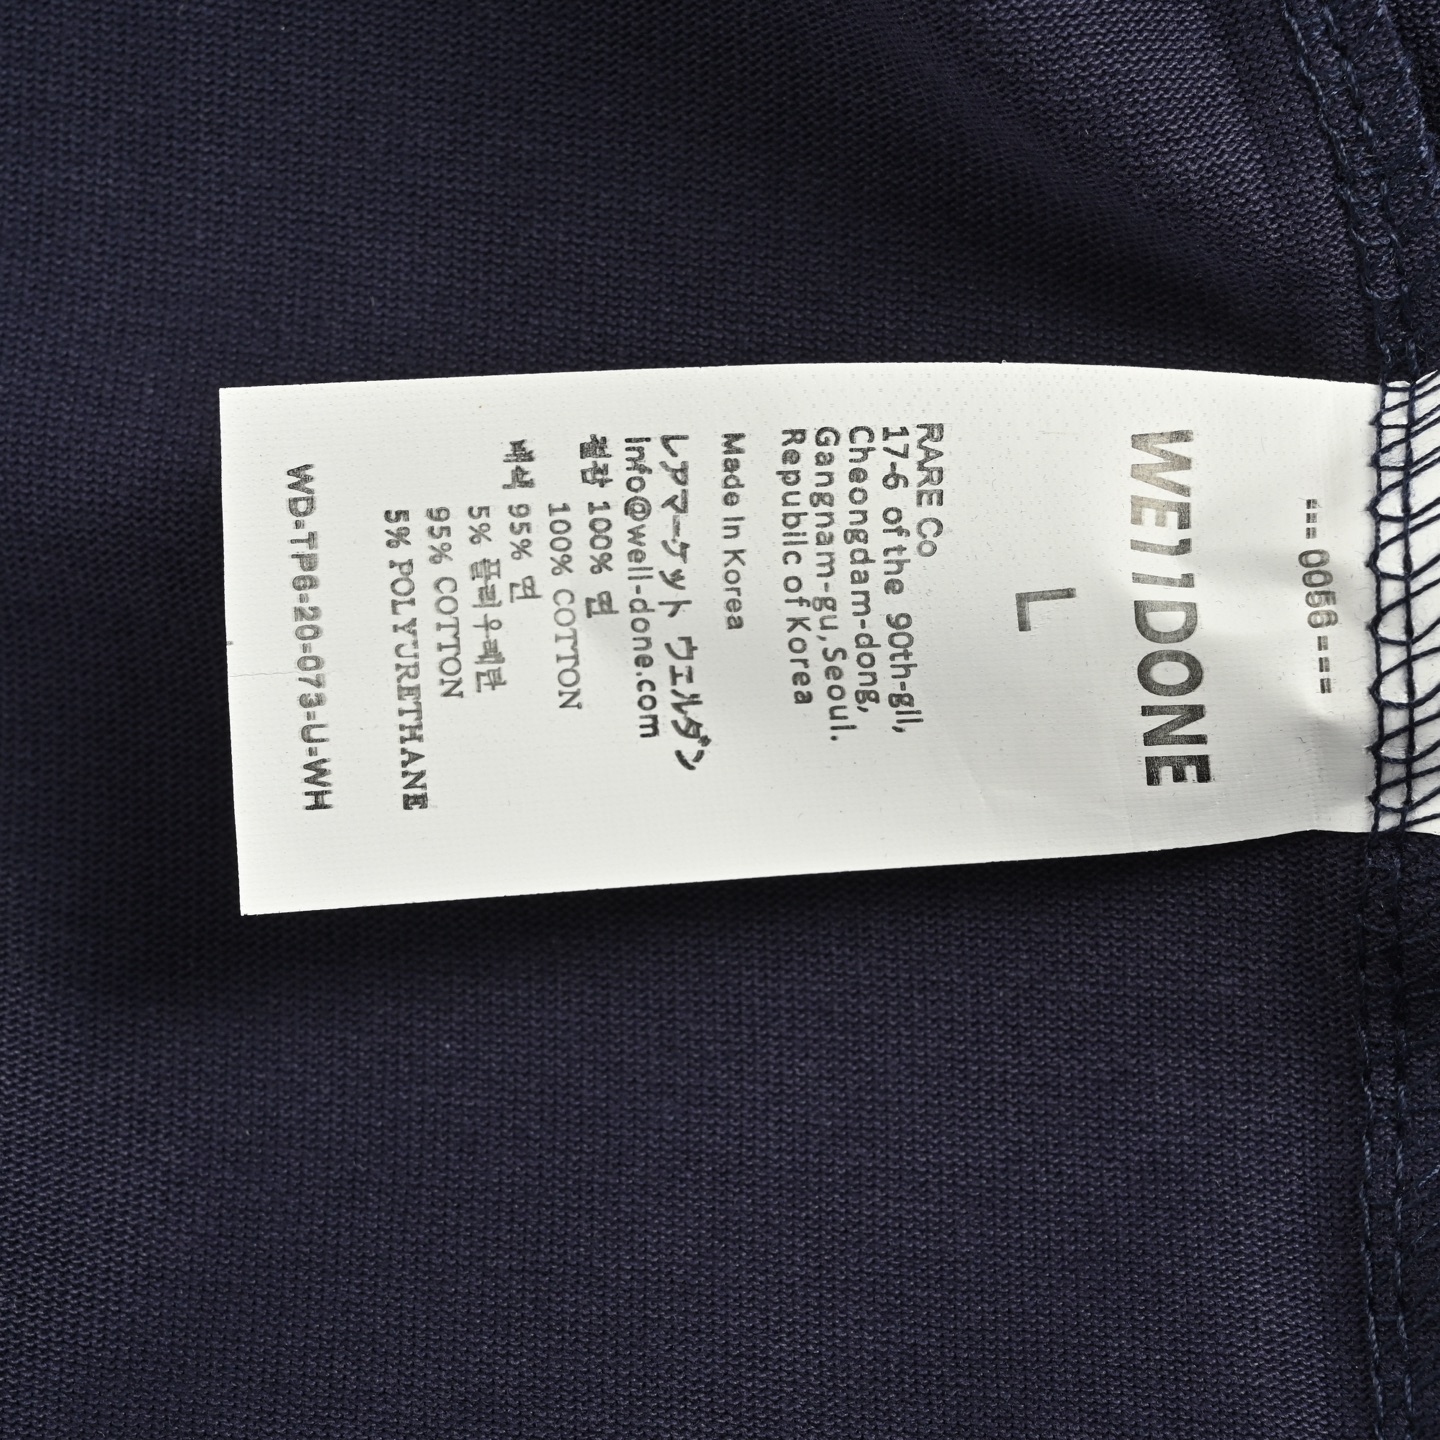 --- 0056 ---
WE11DONE
L
RARE Co
17-6 of the 90th-gil,
Cheongdam-dong,
Gangnam-gu, Seoul.
Republic of Korea
Made In Korea
レアマーケット ウェルダン
info@well-done.com
겉감 100% 면
100% COTTON
배색 95% 면
5% 폴리우레탄
95% COTTON
5% POLYURETHANE
WD-TP6-20-073-U-WH